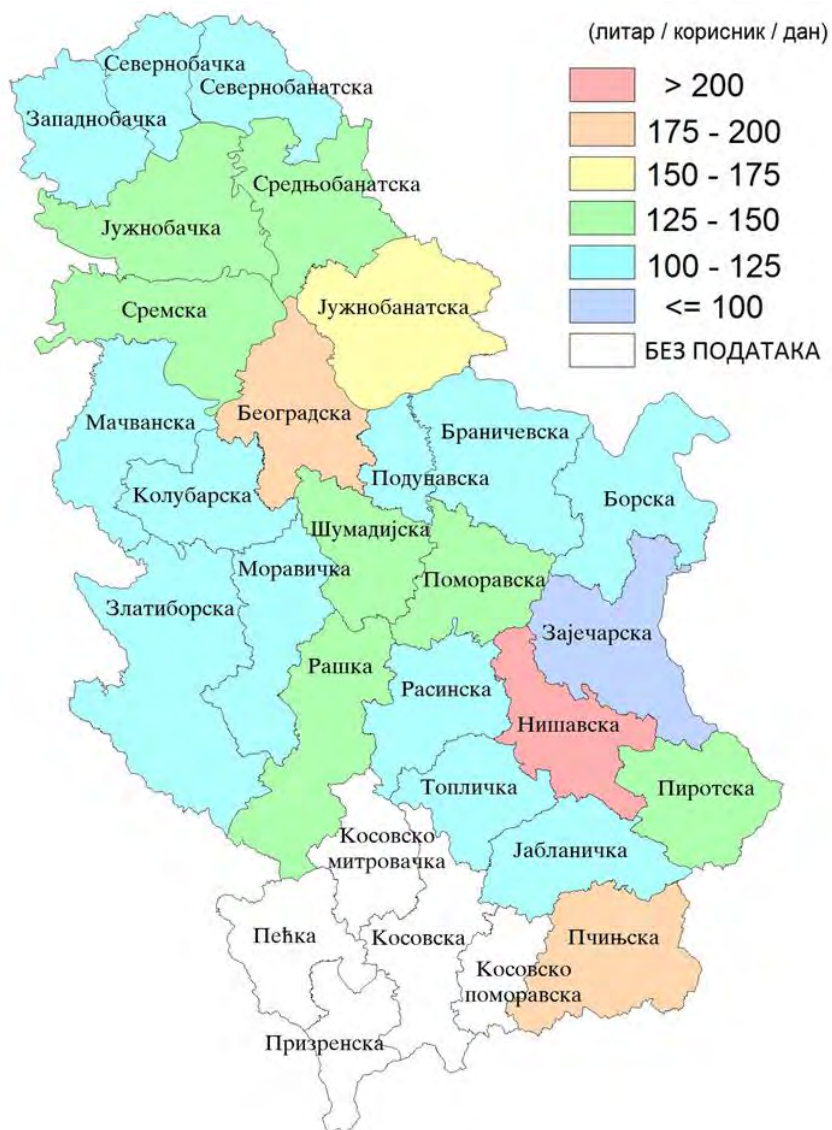 (литар / корисник / дан)
> 200
175 - 200
150 - 175
125 - 150
100 - 125
<= 100
БЕЗ ПОДАТАКА
Севернобачка
Севернобанатска
Западнобачка
Средњобанатска
Јужнобачка
Сремска
Јужнобанатска
Београдска
Мачванска
Браничевска
Подунавска
Колубарска
Борска
Шумадијска
Моравичка
Поморавска
Златиборска
Зајечарска
Рашка
Расинска
Нишавска
Топличка
Пиротска
Косовско
митровачка
Јабланичка
Пећка
Косовска
Пчињска
Косовско
поморавска
Призренска